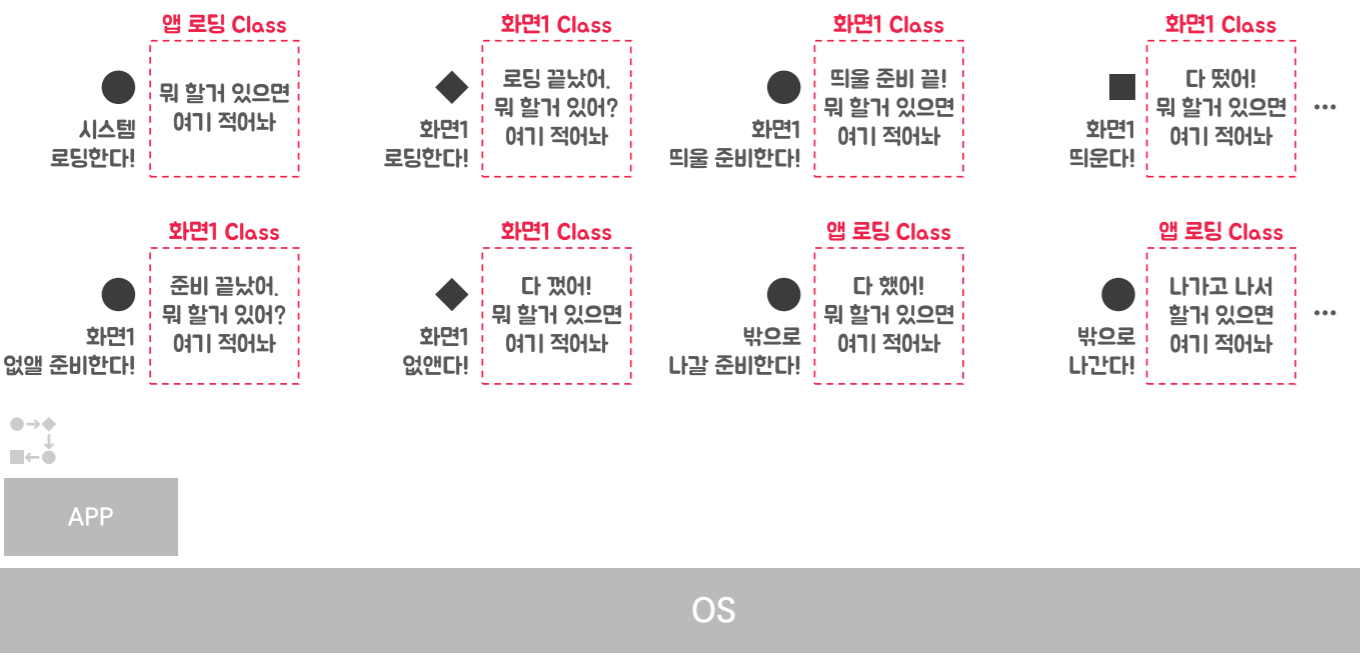 앱 로딩 Class
화면1 Class
화면1 Class
화면1 Class
시스템
로딩한다!
뭐 할거 있으면
여기 적어놔
화면1
로딩한다!
로딩 끝났어.
뭐 할거 있어?
여기 적어놔
화면1
띄울 준비한다!
띄울 준비 끝!
뭐 할거 있으면
여기 적어놔
화면1
띄운다!
다 떴어!
뭐 할거 있으면
여기 적어놔
...
화면1 Class
화면1 Class
앱 로딩 Class
앱 로딩 Class
화면1
없앨 준비한다!
준비 끝났어.
뭐 할거 있어?
여기 적어놔
화면1
없앤다!
다 껐어!
뭐 할거 있으면
여기 적어놔
밖으로
나갈 준비한다!
다 했어!
뭐 할거 있으면
여기 적어놔
밖으로
나간다!
나가고 나서
할거 있으면
여기 적어놔
...
APP
OS